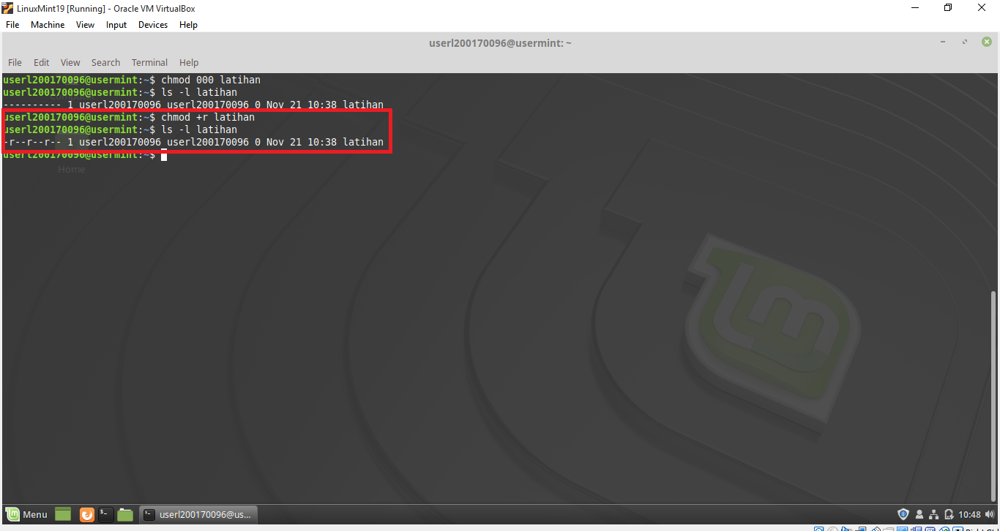 LinuxMint19 [Running] - Oracle VM VirtualBox
File Machine View Input Devices Help
userl200170096@usermint: ~
File Edit View Search Terminal Help
userl200170096@usermint:~$ chmod 000 latihan
userl200170096@usermint:~$ ls -l latihan
---------- 1 userl200170096 userl200170096 0 Nov 21 10:38 latihan
userl200170096@usermint:~$ chmod +r latihan
userl200170096@usermint:~$ ls -l latihan
-r--r--r-- 1 userl200170096 userl200170096 0 Nov 21 10:38 latihan
userl200170096@usermint:~$
Home
Menu
userl200170096@us...
10:48